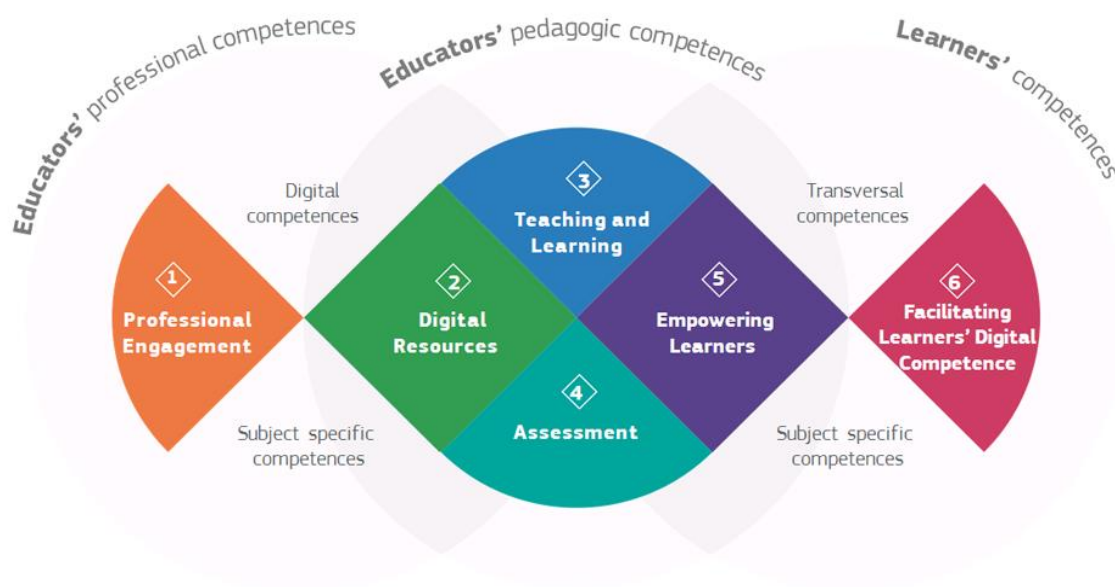 Educators' professional competences
Educators' pedagogic competences
Learners' competences
Digital
competences
Transversal
competences
1
Professional
Engagement
2
Digital
Resources
3
Teaching and
Learning
4
Assessment
5
Empowering
Learners
6
Facilitating
Learners' Digital
Competence
Subject specific
competences
Subject specific
competences